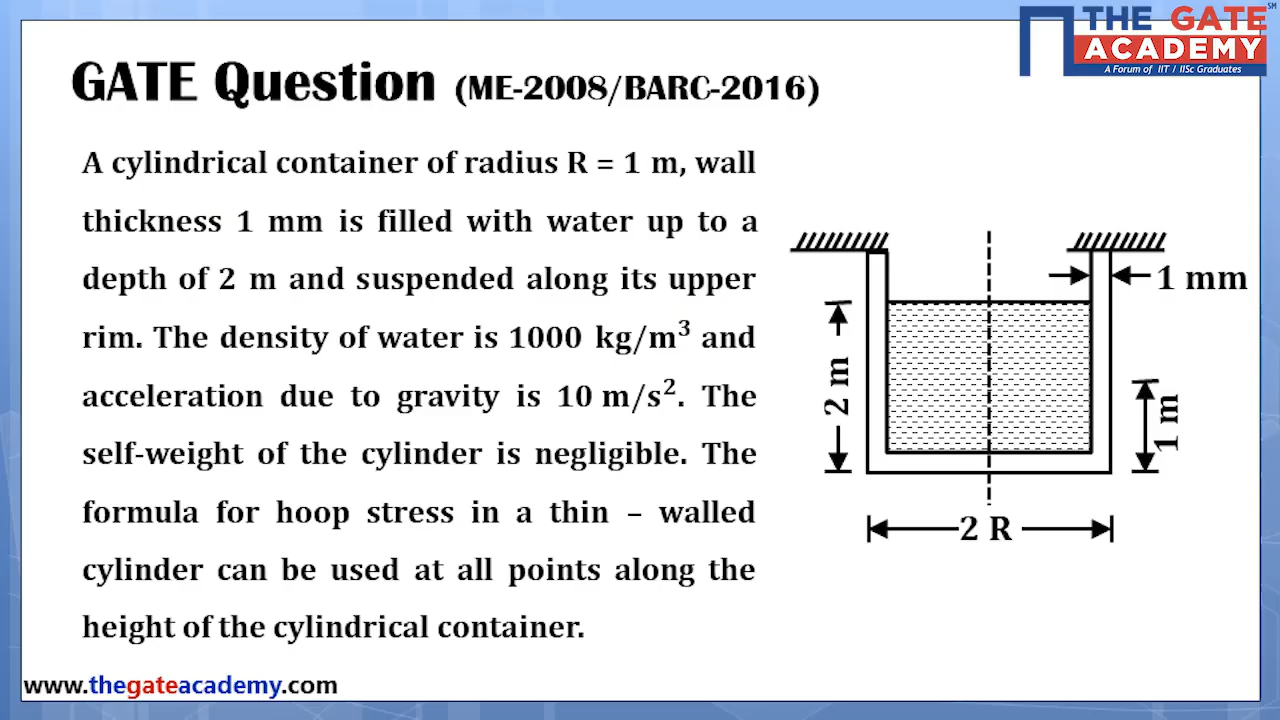 THE GATE SM
ACADEMY
A Forum of IIT / IISc Graduates
GATE Question (ME-2008/BARC-2016)
A cylindrical container of radius R = 1 m, wall
thickness 1 mm is filled with water up to a
depth of 2 m and suspended along its upper
rim. The density of water is 1000 kg/m³ and
acceleration due to gravity is 10 m/s². The
self-weight of the cylinder is negligible. The
formula for hoop stress in a thin – walled
cylinder can be used at all points along the
height of the cylindrical container.
1 mm
2 m
1 m
2 R
www.thegateacademy.com